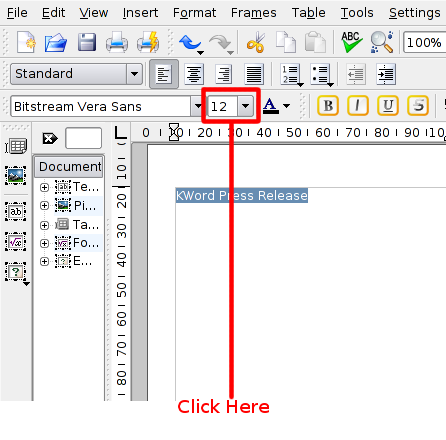 File Edit View Insert Format Frames Table Tools Settings
100%
Standard
Bitstream Vera Sans 12 A B I U S
0 10 20 30 40 50 60 70 80 90
Document
Te...
Pi...
Ta...
Fo...
E...
KWord Press Release
10 20 30 40 50 60 70 80
Click Here